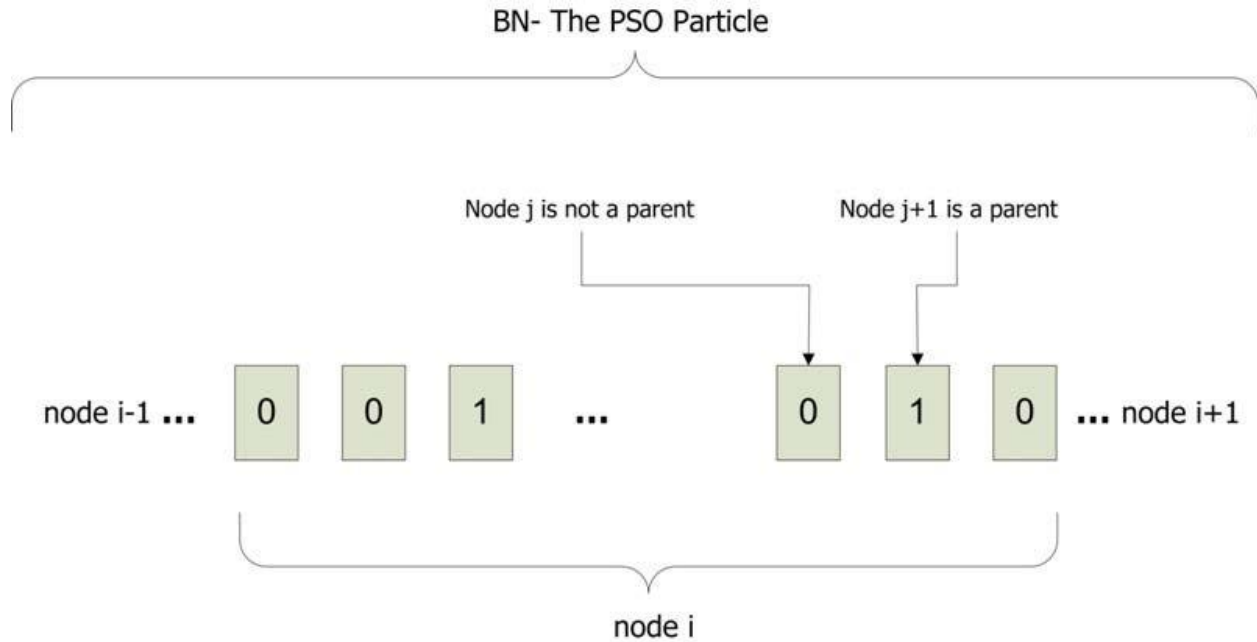 BN- The PSO Particle
Node j is not a parent
Node j+1 is a parent
node i-1 ... 0 0 1 ... 0 1 0 ... node i+1
node i